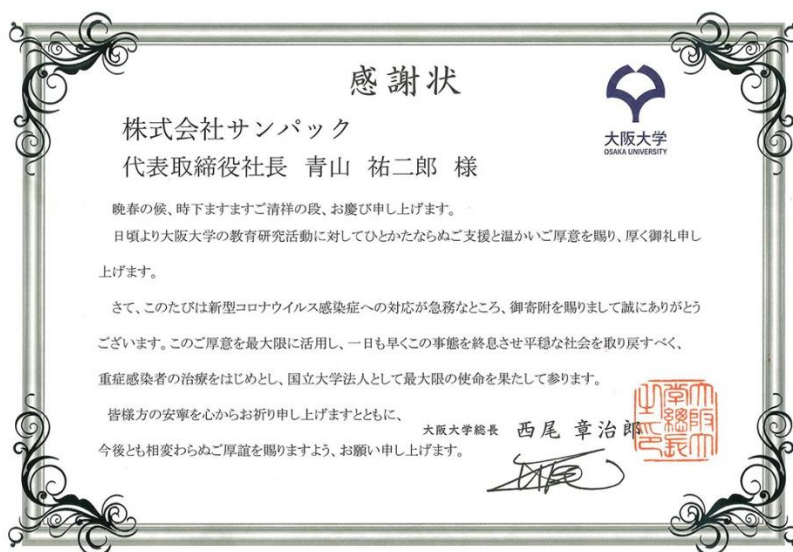 感謝状
大阪大学
OSAKA UNIVERSITY
株式会社サンパック
代表取締役社長 青山 祐二郎 様
晩春の候、時下ますますご清祥の段、お慶び申し上げます。
日頃より大阪大学の教育研究活動に対してひとかたならぬご支援と温かいご厚意を賜り、厚く御礼申し
上げます。
さて、このたびは新型コロナウイルス感染症への対応が急務なところ、御寄附を賜りまして誠にありがとう
ございます。このご厚意を最大限に活用し、一日も早くこの事態を終息させ平穏な社会を取り戻すべく、
重症感染者の治療をはじめとし、国立大学法人として最大限の使命を果たして参ります。
皆様方の安寧を心からお祈り申し上げますとともに、
今後とも相変わらぬご厚誼を賜りますよう、お願い申し上げます。
大阪大学総長 西尾 章治郎
大阪大
学總長
之印